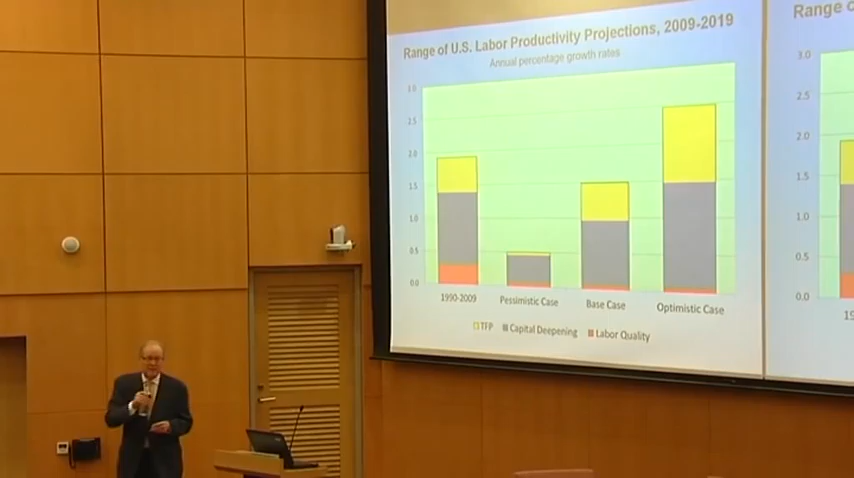 Range of U.S. Labor Productivity Projections, 2009-2019
Annual percentage growth rates
3.0
2.5
2.0
1.5
1.0
0.5
0.0
1990-2009
Pessimistic Case
Base Case
Optimistic Case
TFP
Capital Deepening
Labor Quality
Range
3.0
2.5
2.0
1.5
1.0
0.5
0.0